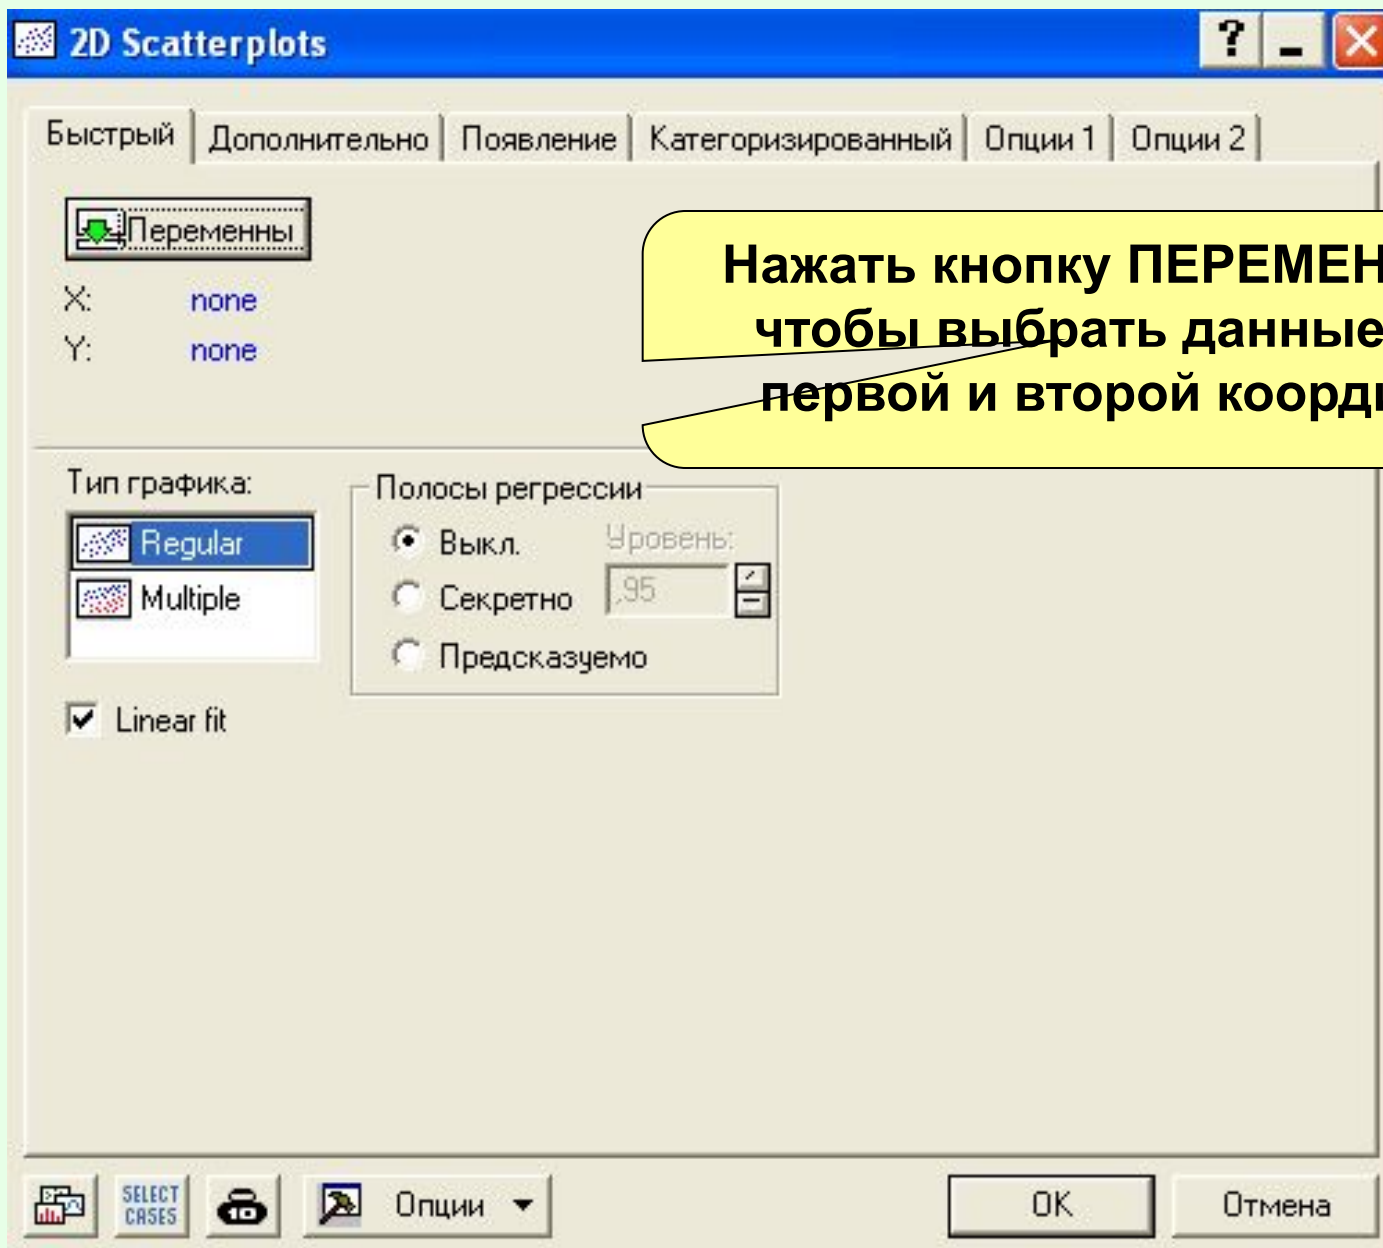 2D Scatterplots
Быстрый Дополнительно Появление Категоризированный Опции 1 Опции 2
Переменны
X: none
Y: none
Нажать кнопку ПЕРЕМЕН
чтобы выбрать данные
первой и второй коорд
Тип графика:
Regular
Multiple
Полосы регрессии
Выкл.
Уровень:
Секретно
,95
Предсказуемо
Linear fit
SELECT
CASES
Опции
OK
Отмена